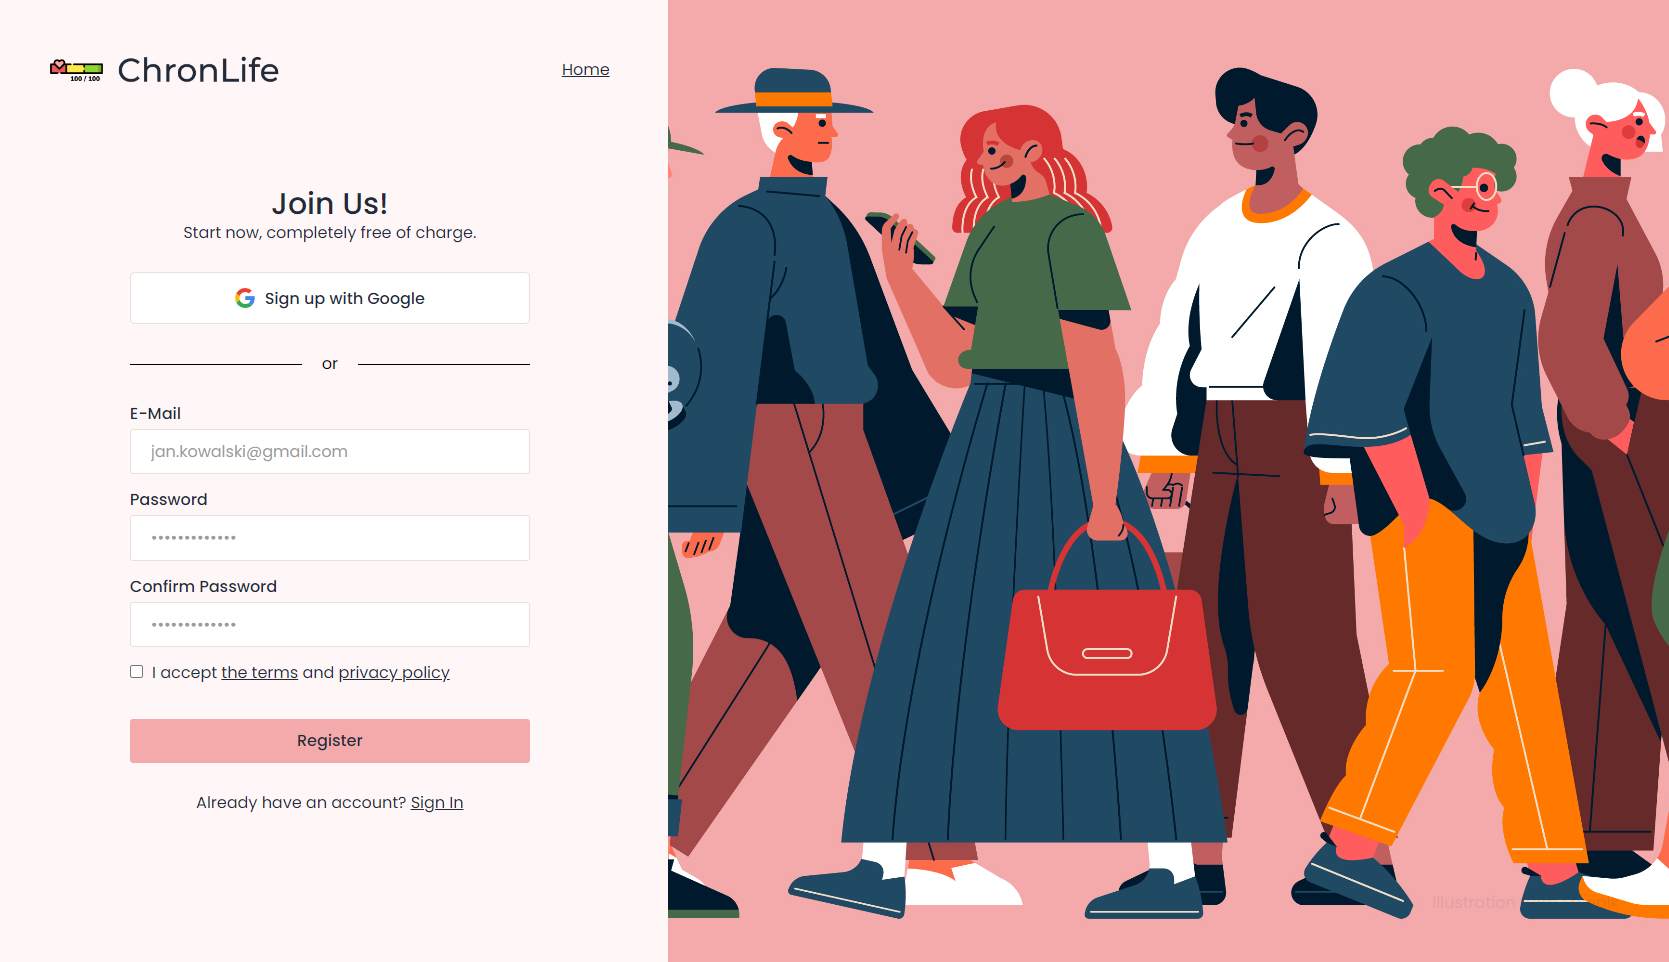 100 / 100
ChronLife
Home
Join Us!
Start now, completely free of charge.
Sign up with Google
or
E-Mail
jan.kowalski@gmail.com
Password
•••••••••••••
Confirm Password
•••••••••••••
I accept the terms and privacy policy
Register
Already have an account? Sign In
Illustration